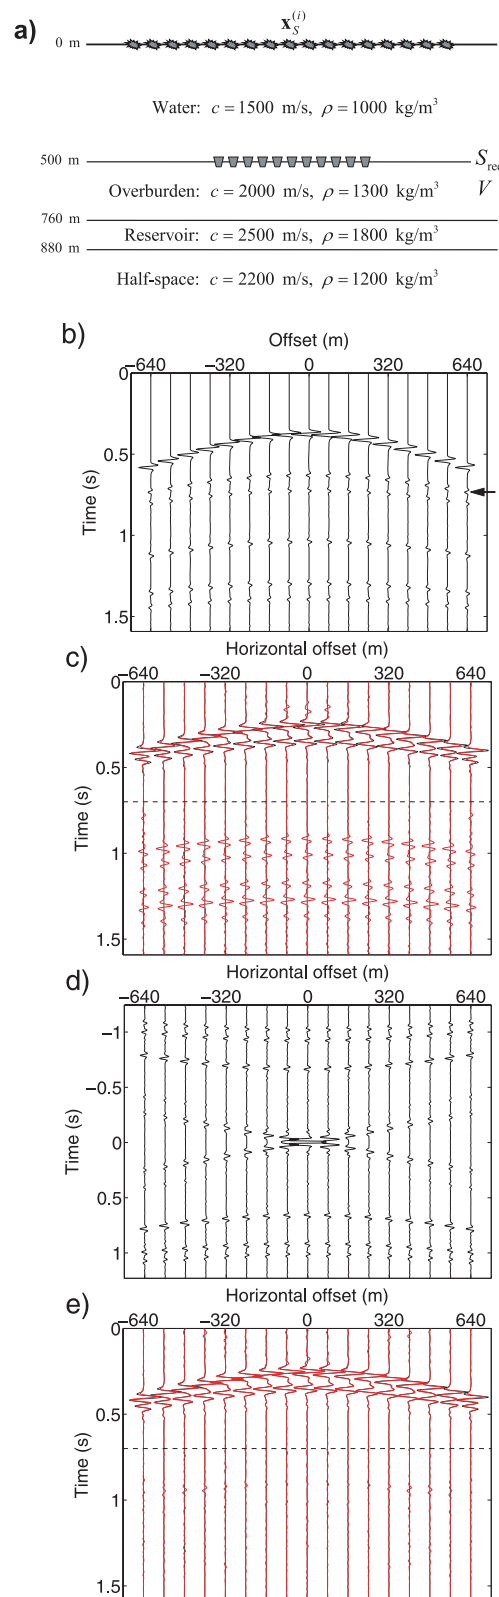 a)
x_S^(i)
0 m
Water: c = 1500 m/s, ρ = 1000 kg/m³
500 m
Overburden: c = 2000 m/s, ρ = 1300 kg/m³
V
760 m
Reservoir: c = 2500 m/s, ρ = 1800 kg/m³
880 m
Half-space: c = 2200 m/s, ρ = 1200 kg/m³
b)
Offset (m)
−640 −320 0 320 640
0
0.5
1
1.5
Time (s)
c)
Horizontal offset (m)
−640 −320 0 320 640
0
0.5
1
1.5
Time (s)
d)
Horizontal offset (m)
−640 −320 0 320 640
−1
−0.5
0
0.5
1
Time (s)
e)
Horizontal offset (m)
−640 −320 0 320 640
0
0.5
1
1.5
Time (s)